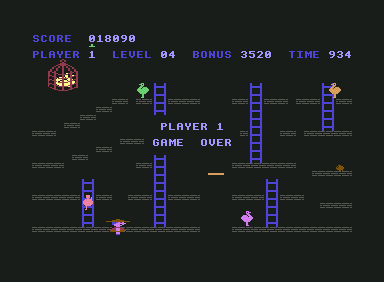 SCORE 018090
PLAYER 1 LEVEL 04 BONUS 3520 TIME 934
PLAYER 1
GAME OVER